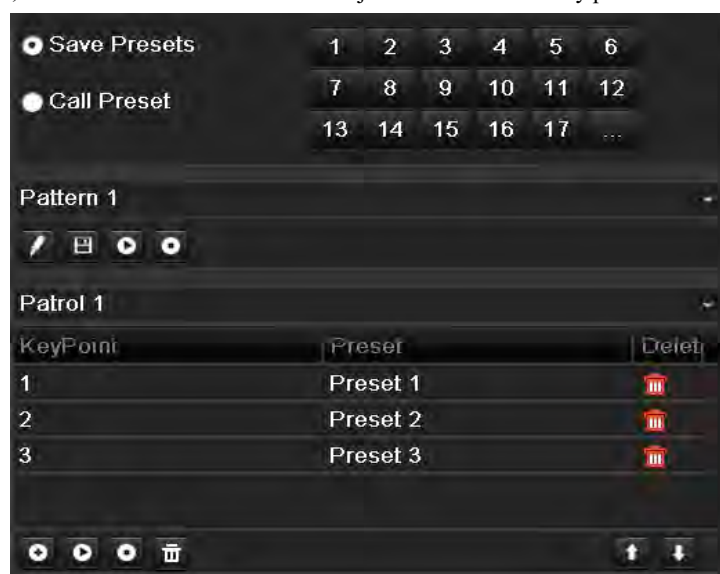 Save Presets
1 2 3 4 5 6
Call Preset
7 8 9 10 11 12
13 14 15 16 17 ...
Pattern 1
Patrol 1
KeyPoint Preset Delet
1 Preset 1
2 Preset 2
3 Preset 3